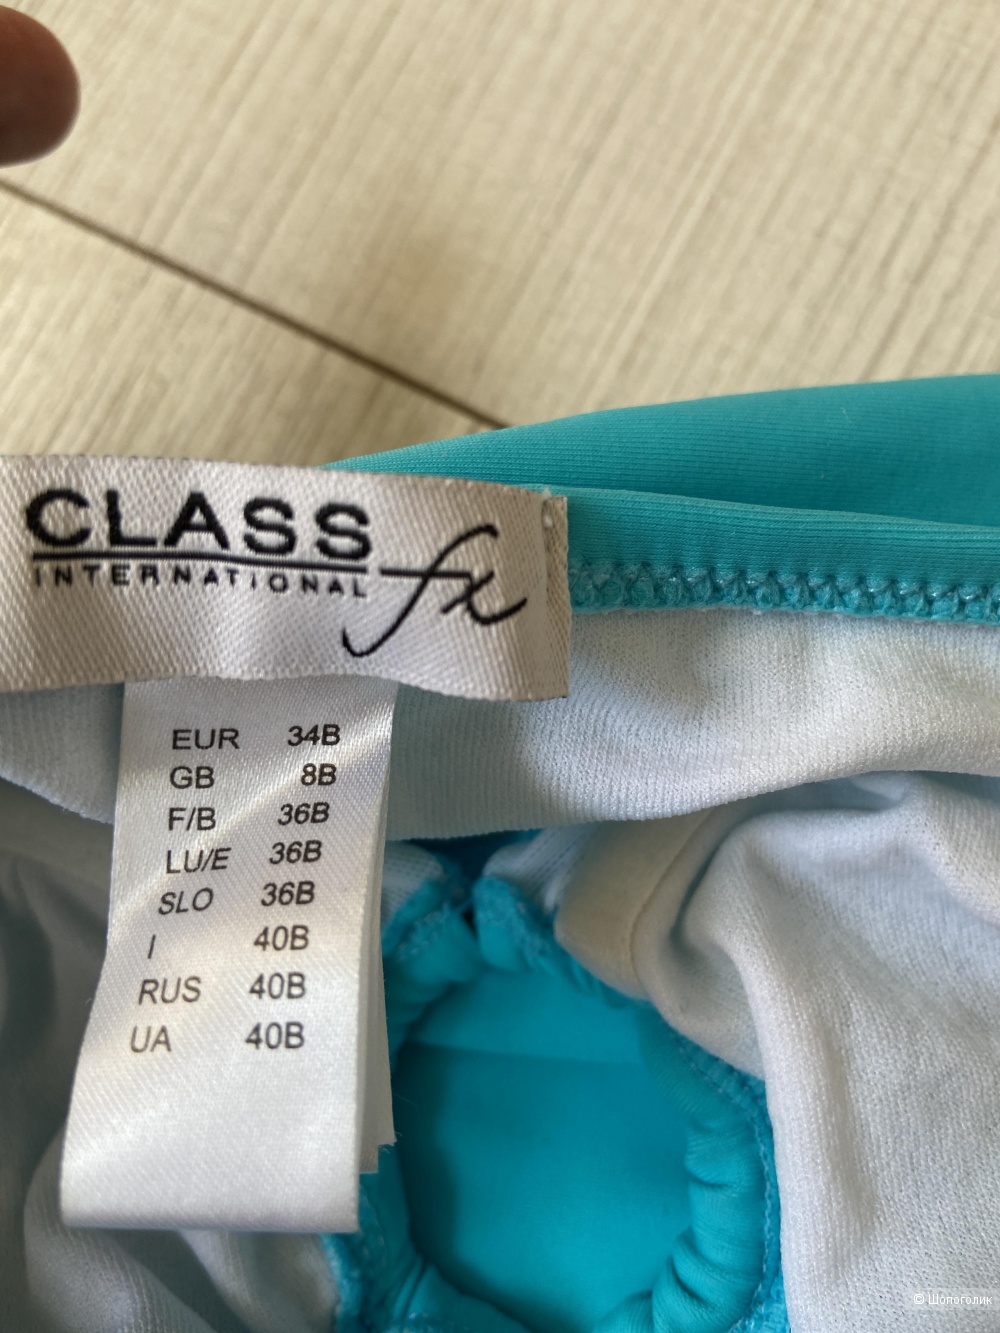 CLASS
INTERNATIONAL fx
EUR 34B
GB 8B
F/B 36B
LU/E 36B
SLO 36B
I 40B
RUS 40B
UA 40B
© Шопоголик